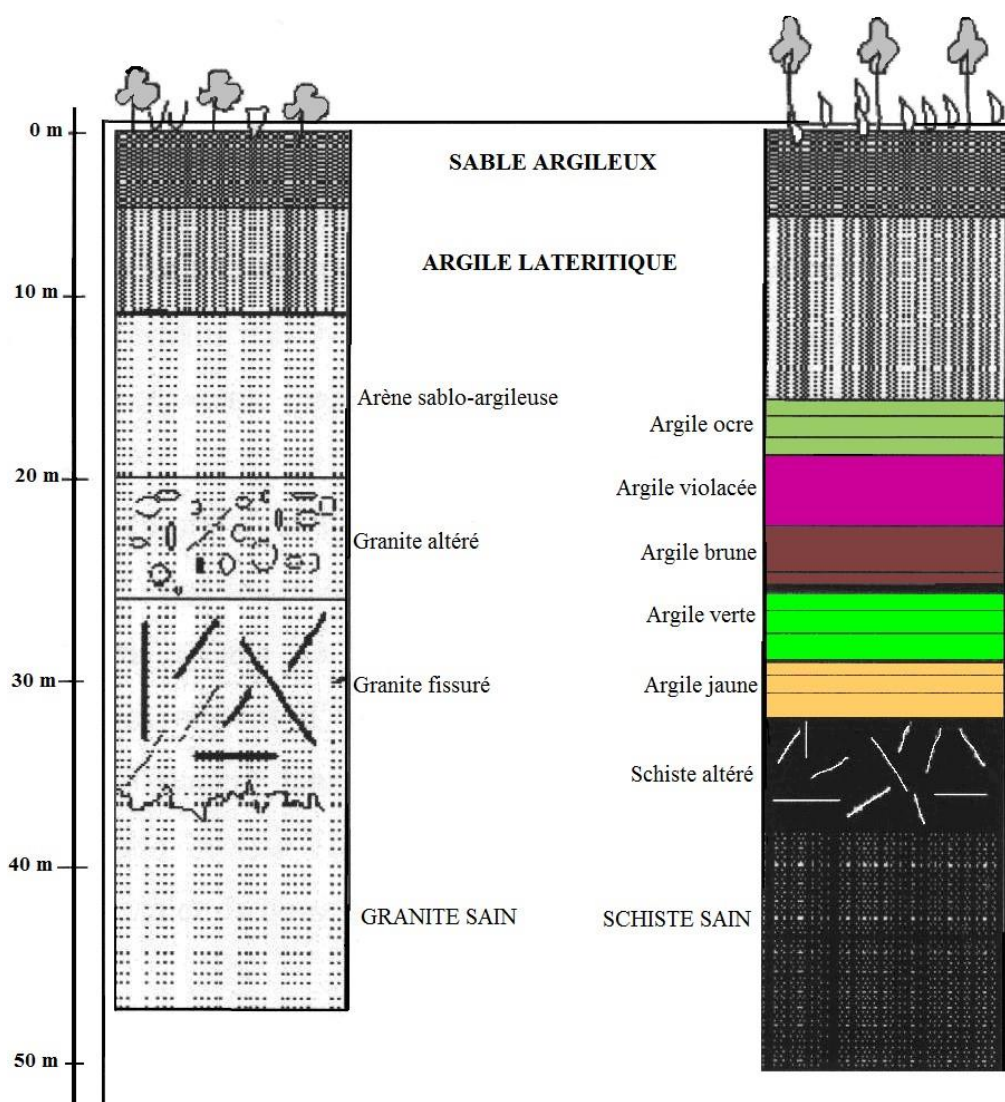 0 m
SABLE ARGILEUX
ARGILE LATERITIQUE
10 m
Arène sablo-argileuse
Argile ocre
20 m
Argile violacée
Granite altéré
Argile brune
Argile verte
30 m
Granite fissuré
Argile jaune
Schiste altéré
40 m
GRANITE SAIN
SCHISTE SAIN
50 m